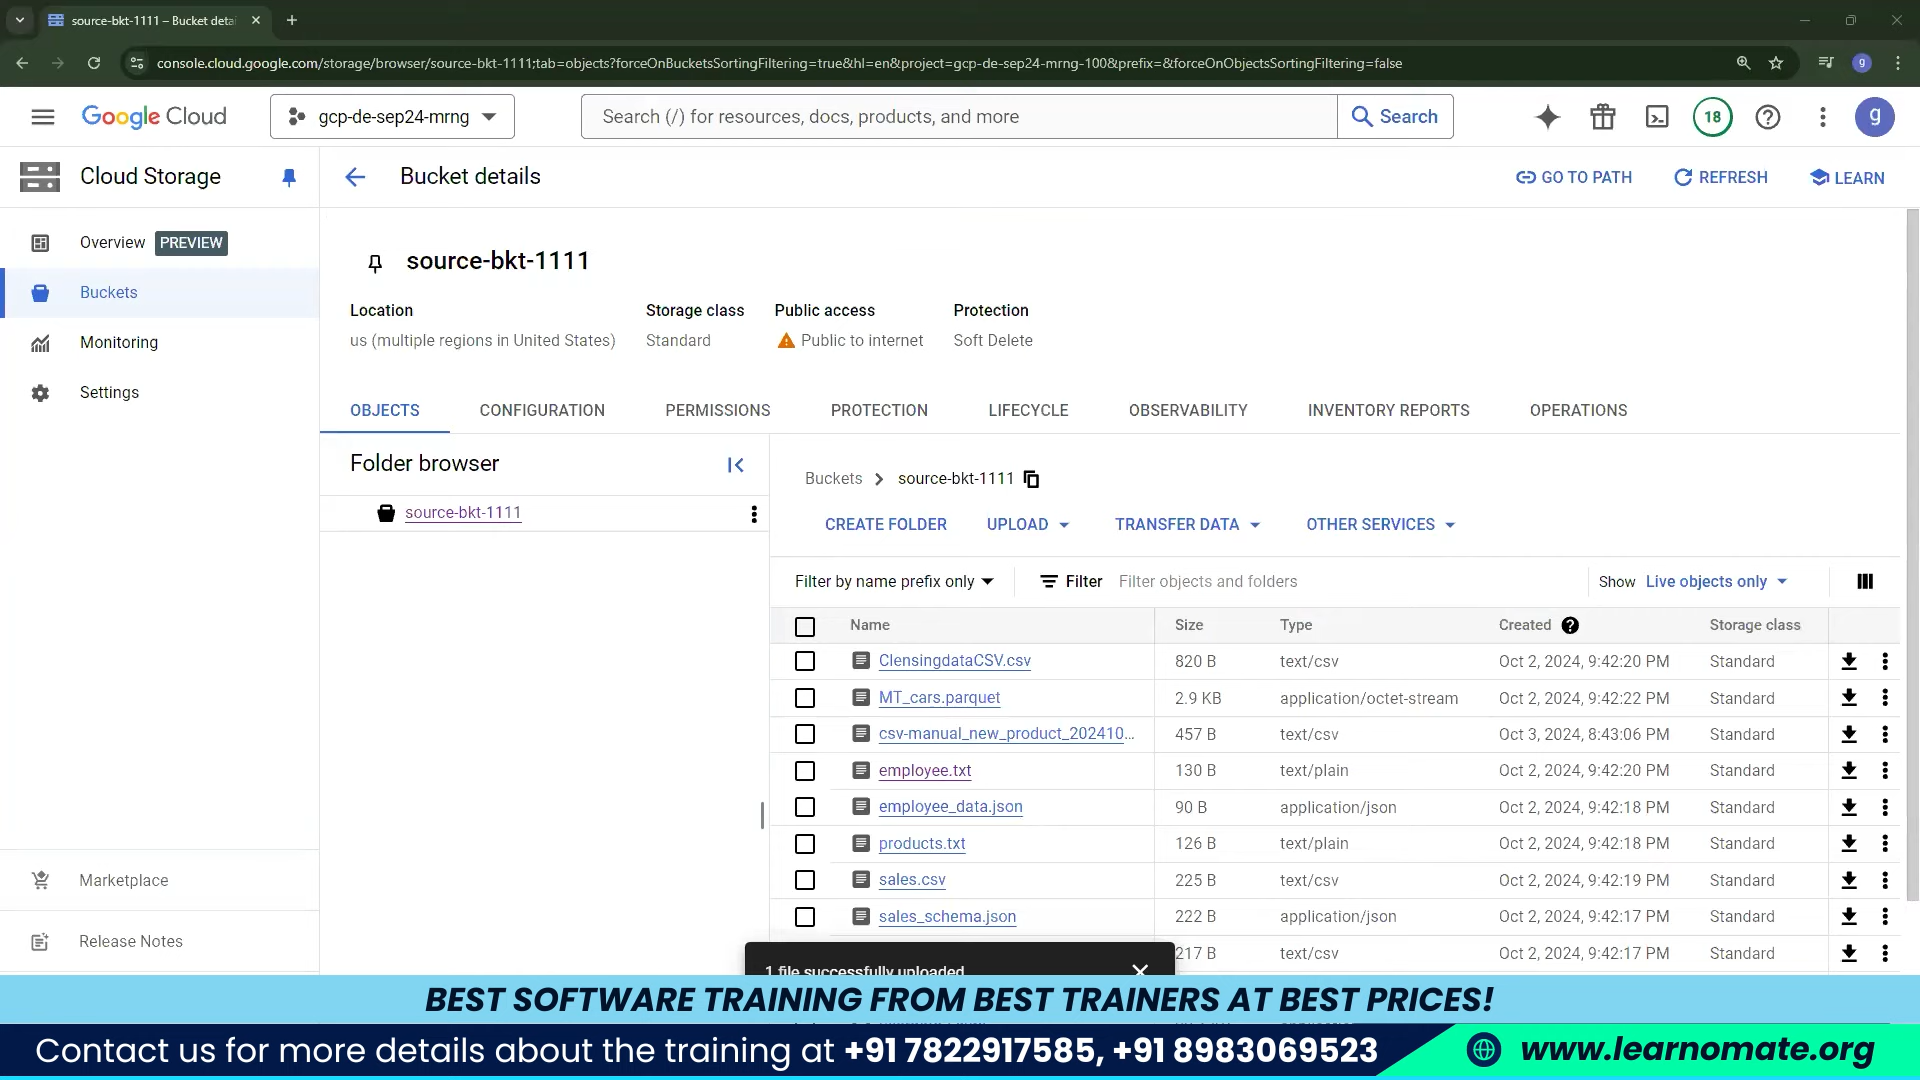 source-bkt-1111 – Bucket detai
console.cloud.google.com/storage/browser/source-bkt-1111;tab=objects?forceOnBucketsSortingFiltering=true&hl=en&project=gcp-de-sep24-mrng-100&prefix=&forceOnObjectsSortingFiltering=false
g
Google Cloud
gcp-de-sep24-mrng
Search (/) for resources, docs, products, and more
Search
18
g
Cloud Storage
Bucket details
GO TO PATH
REFRESH
LEARN
Overview PREVIEW
Buckets
Monitoring
Settings
Marketplace
Release Notes
source-bkt-1111
Location Storage class Public access Protection
us (multiple regions in United States) Standard Public to internet Soft Delete
OBJECTS CONFIGURATION PERMISSIONS PROTECTION LIFECYCLE OBSERVABILITY INVENTORY REPORTS OPERATIONS
Folder browser
source-bkt-1111
Buckets > source-bkt-1111
CREATE FOLDER UPLOAD TRANSFER DATA OTHER SERVICES
Filter by name prefix only Filter Filter objects and folders Show Live objects only
Name Size Type Created Storage class
ClensingdataCSV.csv 820 B text/csv Oct 2, 2024, 9:42:20 PM Standard
MT_cars.parquet 2.9 KB application/octet-stream Oct 2, 2024, 9:42:22 PM Standard
csv-manual_new_product_202410... 457 B text/csv Oct 3, 2024, 8:43:06 PM Standard
employee.txt 130 B text/plain Oct 2, 2024, 9:42:20 PM Standard
employee_data.json 90 B application/json Oct 2, 2024, 9:42:18 PM Standard
products.txt 126 B text/plain Oct 2, 2024, 9:42:18 PM Standard
sales.csv 225 B text/csv Oct 2, 2024, 9:42:19 PM Standard
sales_schema.json 222 B application/json Oct 2, 2024, 9:42:17 PM Standard
217 B text/csv Oct 2, 2024, 9:42:17 PM Standard
1 file successfully uploaded
BEST SOFTWARE TRAINING FROM BEST TRAINERS AT BEST PRICES!
Contact us for more details about the training at +91 7822917585, +91 8983069523
www.learnomate.org